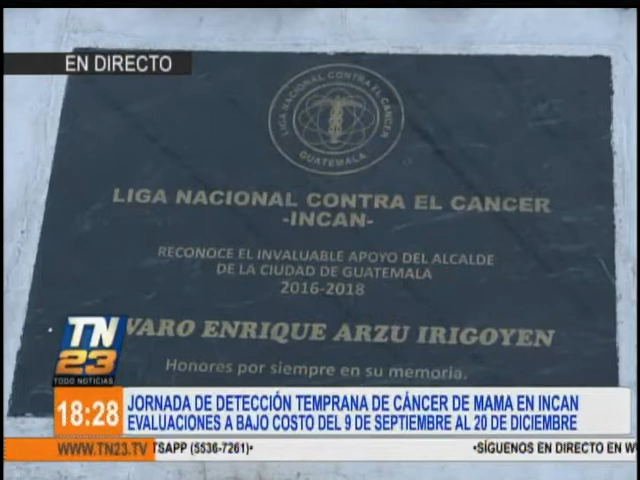 EN DIRECTO
LIGA NACIONAL CONTRA EL CANCER
GUATEMALA
LIGA NACIONAL CONTRA EL CANCER
-INCAN-
RECONOCE EL INVALUABLE APOYO DEL ALCALDE
DE LA CIUDAD DE GUATEMALA
2016-2018
VARO ENRIQUE ARZU IRIGOYEN
Honores por siempre en su memoria.
TN
23
TODO NOTICIAS
18:28
JORNADA DE DETECCIÓN TEMPRANA DE CÁNCER DE MAMA EN INCAN
EVALUACIONES A BAJO COSTO DEL 9 DE SEPTIEMBRE AL 20 DE DICIEMBRE
WWW.TN23.TV TSAPP (5536-7261)• •SÍGUENOS EN DIRECTO EN W